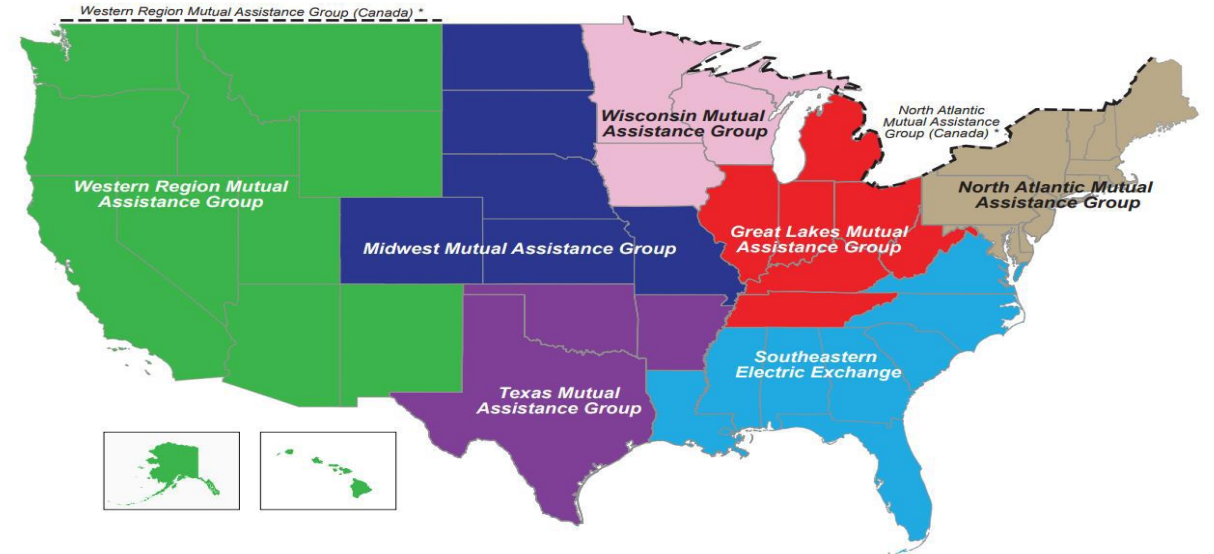 Western Region Mutual Assistance Group (Canada) *
Wisconsin Mutual
Assistance Group
North Atlantic
Mutual Assistance
Group (Canada) *
Western Region Mutual
Assistance Group
North Atlantic Mutual
Assistance Group
Midwest Mutual Assistance Group
Great Lakes Mutual
Assistance Group
Southeastern
Electric Exchange
Texas Mutual
Assistance Group